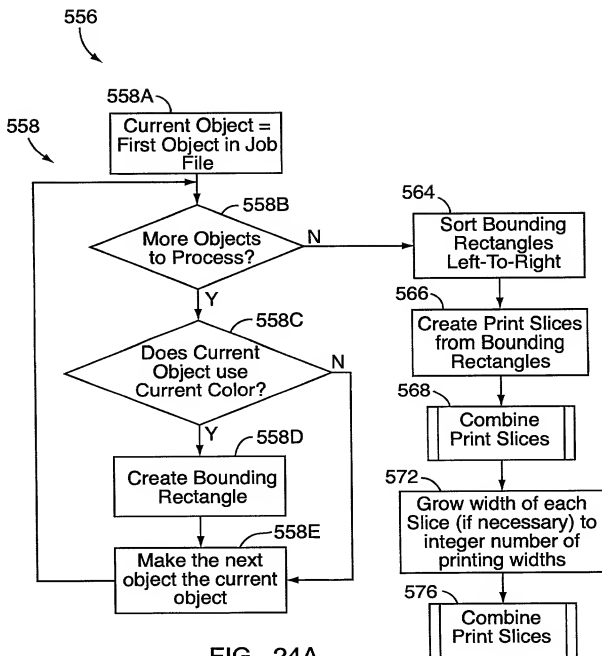 556
558
558A
Current Object =
First Object in Job
File
558B
More Objects
to Process?
N
Y
558C
Does Current
Object use
Current Color?
N
Y
558D
Create Bounding
Rectangle
558E
Make the next
object the current
object
564
Sort Bounding
Rectangles
Left-To-Right
566
Create Print Slices
from Bounding
Rectangles
568
Combine
Print Slices
572
Grow width of each
Slice (if necessary) to
integer number of
printing widths
576
Combine
Print Slices
FIG. 24A